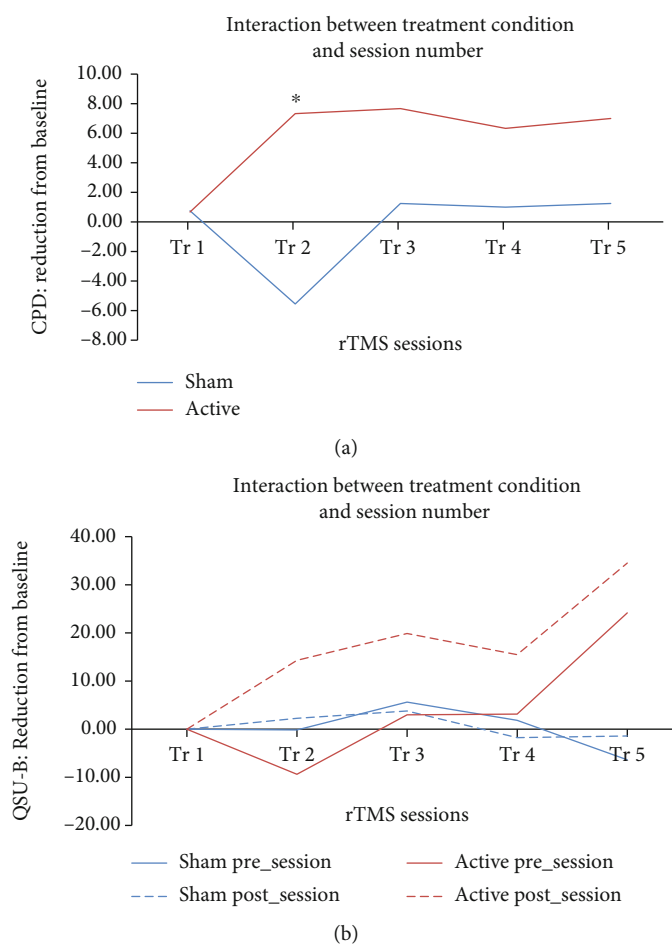 Interaction between treatment condition
and session number
10.00
8.00
6.00
4.00
2.00
0.00
−2.00
−4.00
−6.00
−8.00
CPD: reduction from baseline
*
Tr 1 Tr 2 Tr 3 Tr 4 Tr 5
rTMS sessions
Sham
Active
(a)
Interaction between treatment condition
and session number
40.00
30.00
20.00
10.00
0.00
−10.00
−20.00
QSU-B: Reduction from baseline
Tr 1 Tr 2 Tr 3 Tr 4 Tr 5
rTMS sessions
Sham pre_session Active pre_session
Sham post_session Active post_session
(b)